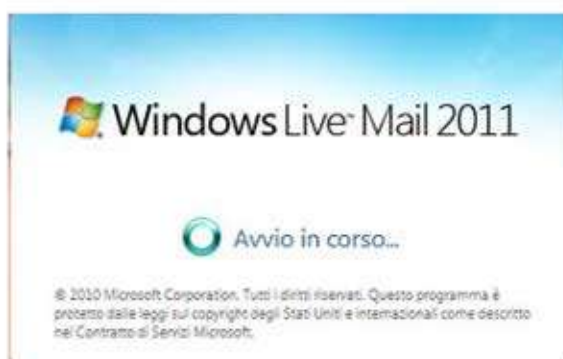 Windows Live™ Mail 2011
Avvio in corso...
© 2010 Microsoft Corporation. Tutti i diritti riservati. Questo programma è
protetto dalle leggi sul copyright degli Stati Uniti e internazionali come descritto
nel Contratto di Servizi Microsoft.